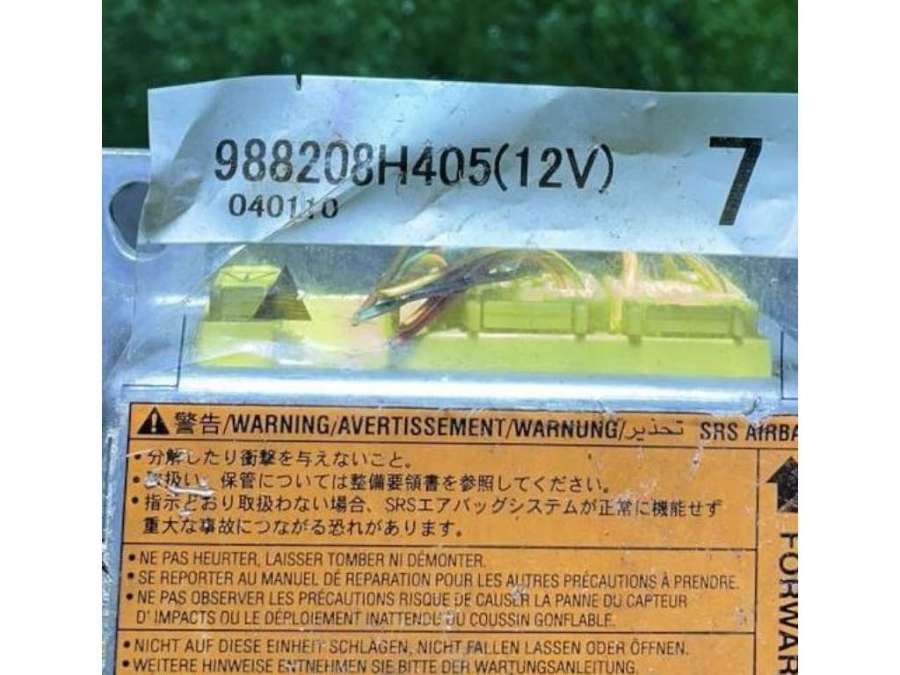 988208H405(12V) 7
040110
警告/WARNING/AVERTISSEMENT/WARNUNG/تحذير SRS AIRBA
・分解したり衝撃を与えないこと。
・取扱い、保管については整備要領書を参照してください。
・指示どおり取扱わない場合、SRSエアバッグシステムが正常に機能せず
重大な事故につながる恐れがあります。
• NE PAS HEURTER, LAISSER TOMBER NI DÉMONTER.
• SE REPORTER AU MANUEL DE REPARATION POUR LES AUTRES PRÉCAUTIONS À PRENDRE.
• NE PAS OBSERVER LES PRÉCAUTIONS RISQUE DE CAUSER LA PANNE DU CAPTEUR
D' IMPACTS OU LE DÉPLOIEMENT INATTENDU DU COUSSIN GONFLABLE.
• NICHT AUF DIESE EINHEIT SCHLAGEN, NICHT FALLEN LASSEN ODER ÖFFNEN.
• WEITERE HINWEISE ENTNEHMEN SIE BITTE DER WARTUNGSANLEITUNG.
FORWAR